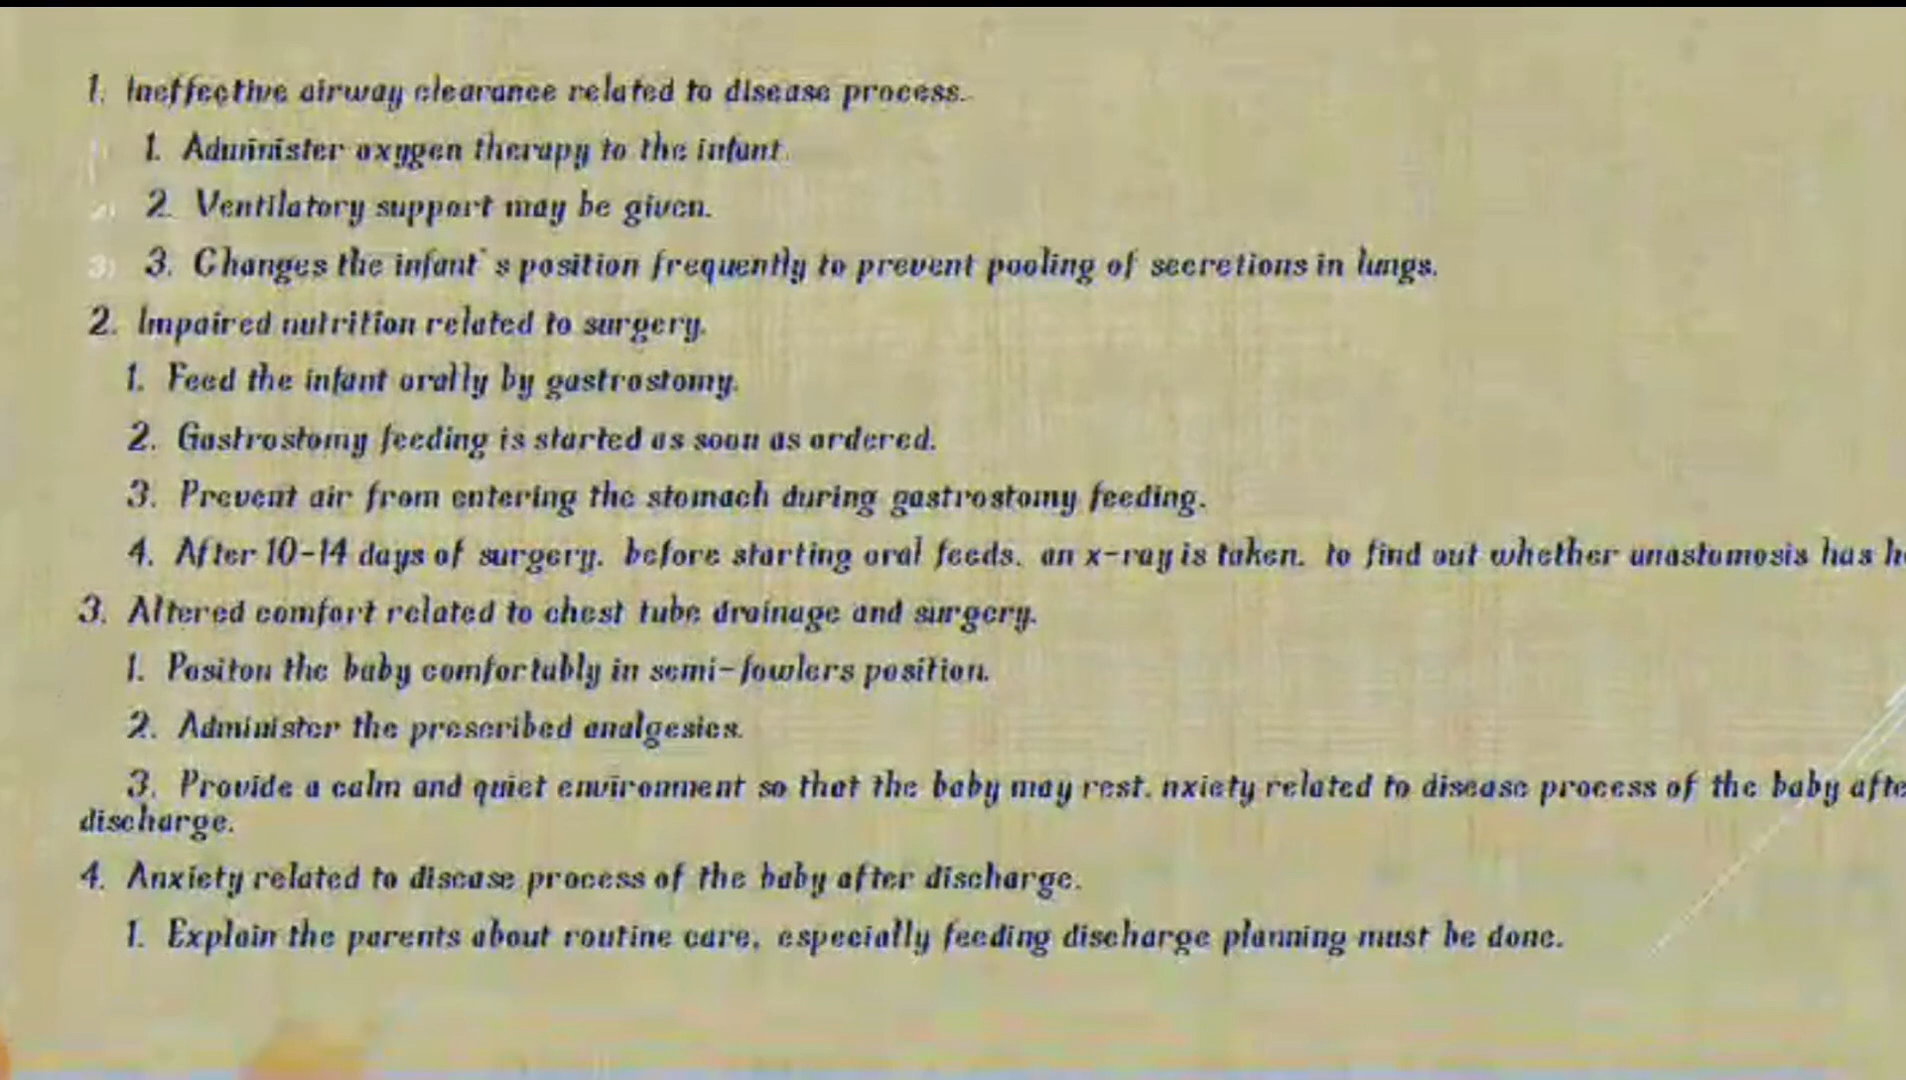 1. Ineffective airway clearance related to disease process.
1. Administer oxygen therapy to the infant.
2) 2. Ventilatory support may be given.
3) 3. Changes the infant`s position frequently to prevent pooling of secretions in lungs.
2. Impaired nutrition related to surgery.
1. Feed the infant orally by gastrostomy.
2. Gastrostomy feeding is started as soon as ordered.
3. Prevent air from entering the stomach during gastrostomy feeding.
4. After 10-14 days of surgery. before starting oral feeds. an x-ray is taken. to find out whether anastomosis has
3. Altered comfort related to chest tube drainage and surgery.
1. Positon the baby comfortably in semi-fowlers position.
2. Administer the prescribed analgesics.
3. Provide a calm and quiet environment so that the baby may rest. nxiety related to disease process of the baby afte
discharge.
4. Anxiety related to disease process of the baby after discharge.
1. Explain the parents about routine care, especially feeding discharge planning must be done.